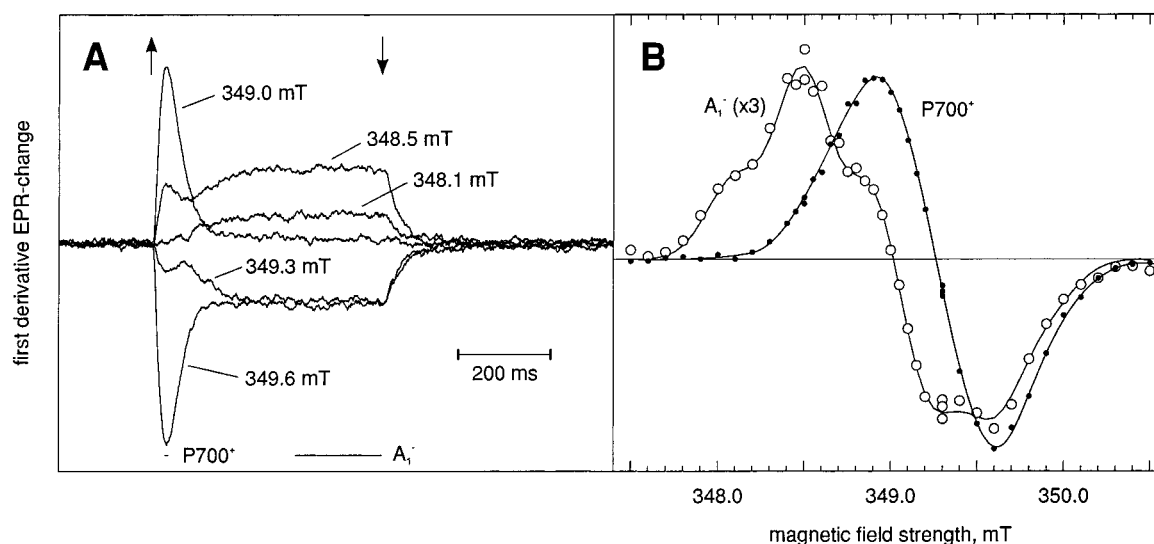 A
349.0 mT
348.5 mT
348.1 mT
349.3 mT
349.6 mT
200 ms
- P700⁺
A₁⁻
first derivative EPR-change
B
A₁⁻ (x3)
P700⁺
348.0
349.0
350.0
magnetic field strength, mT